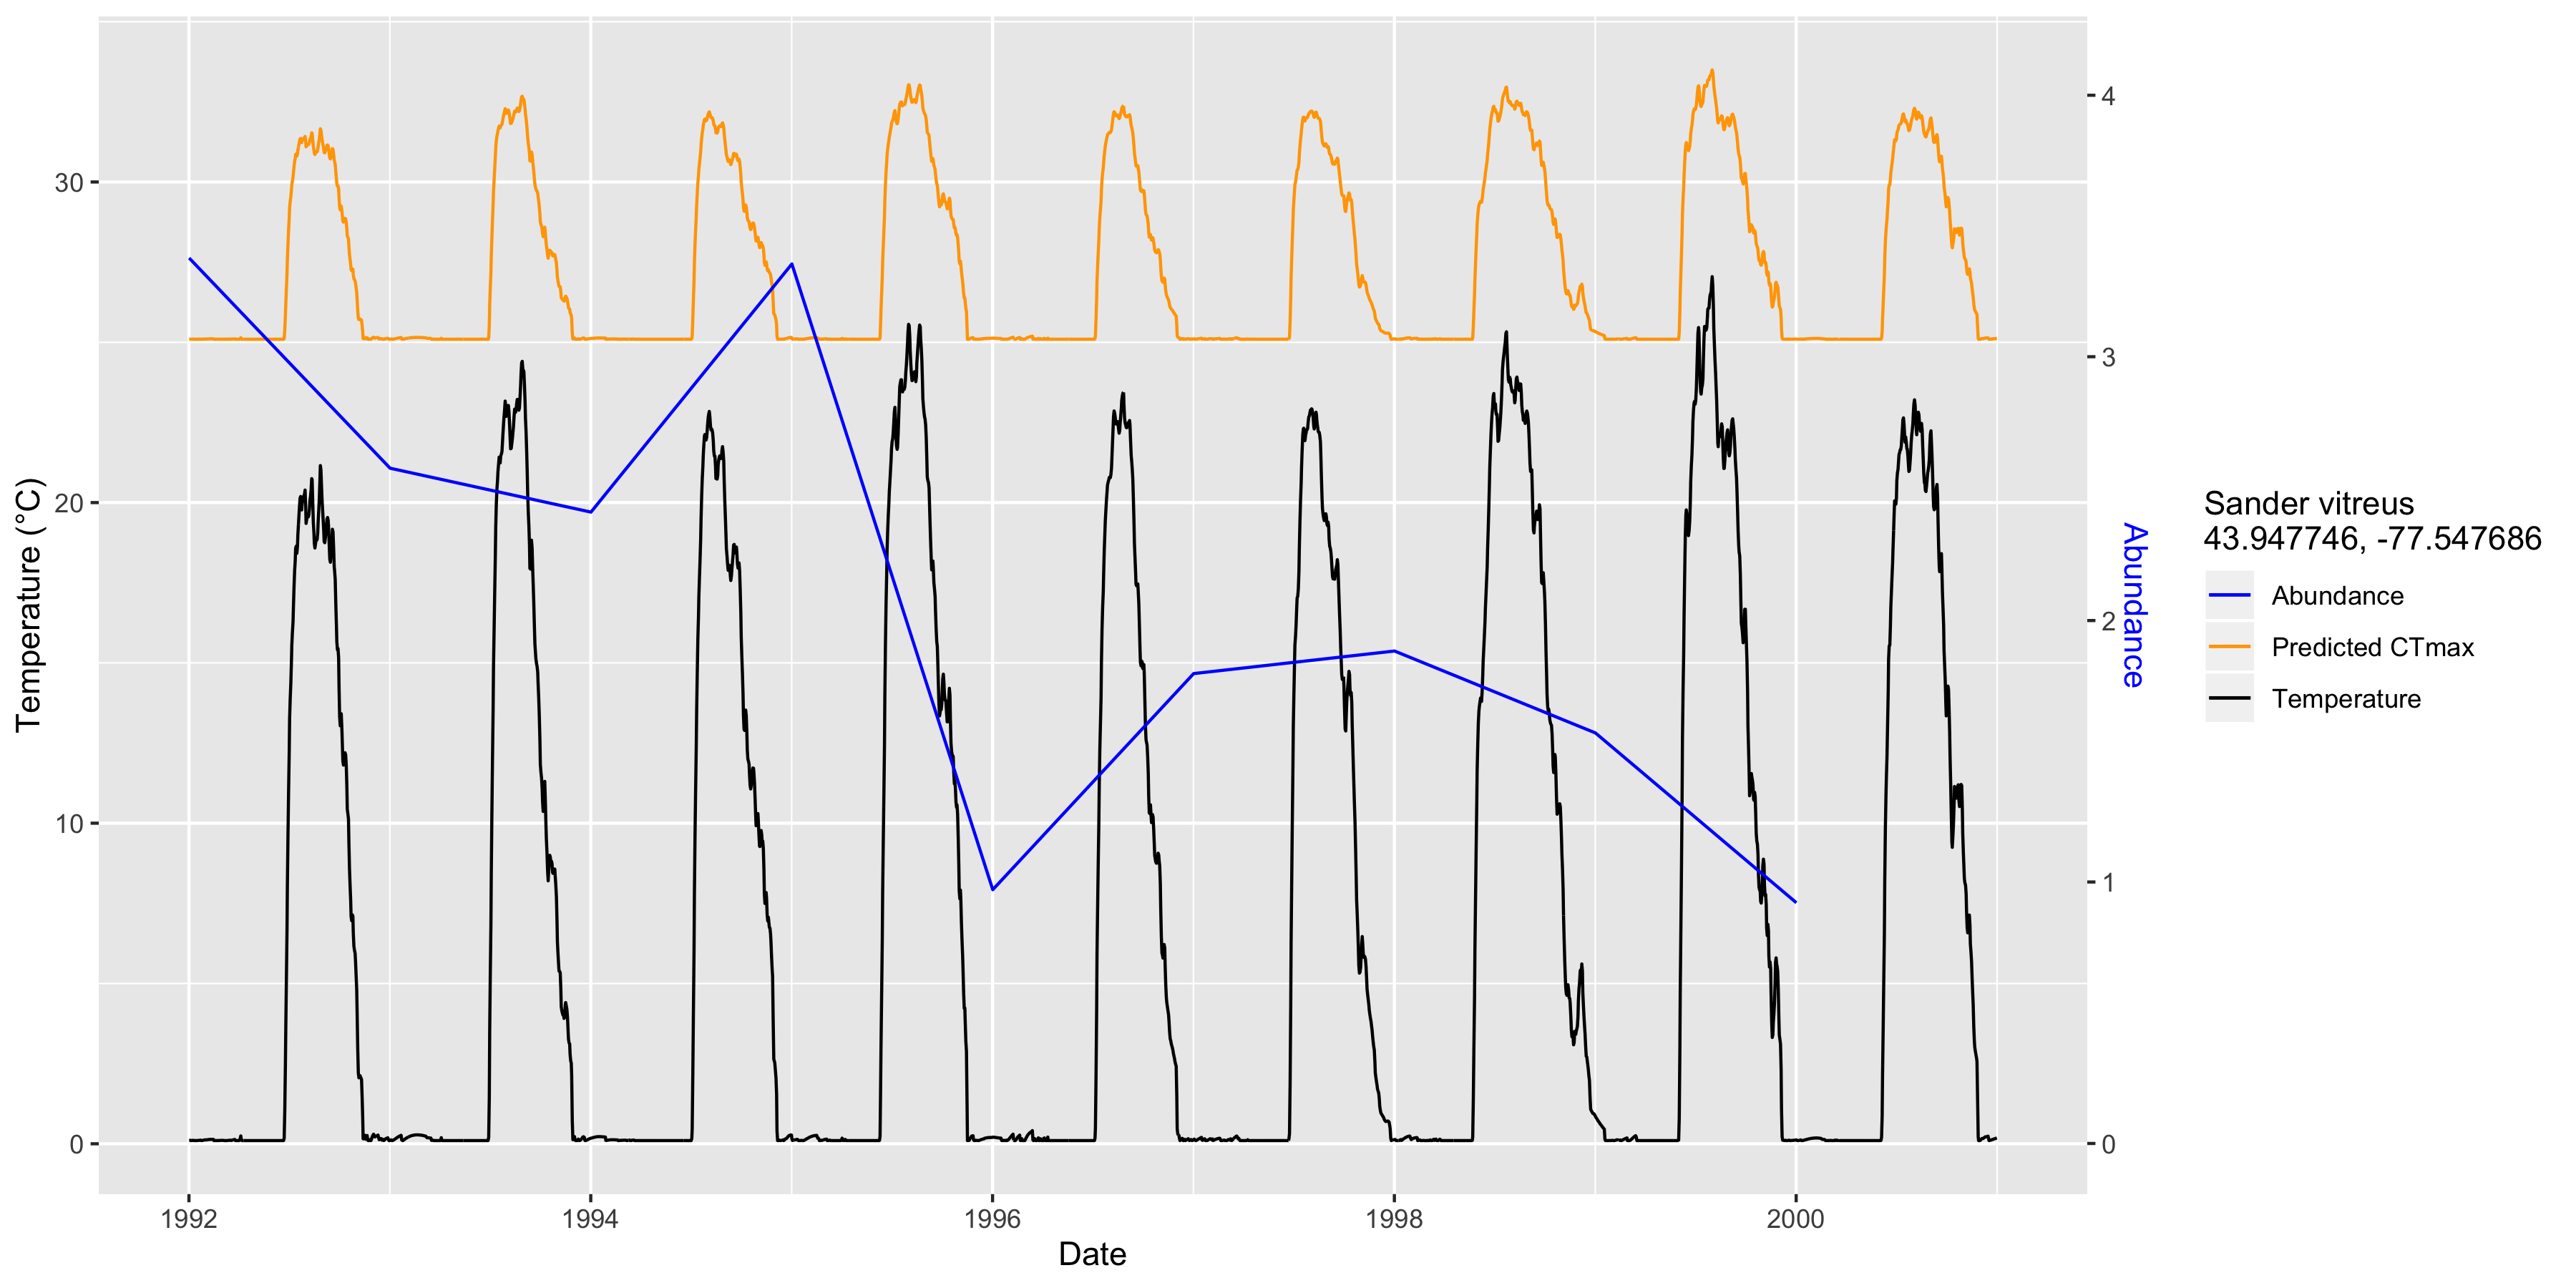 30
20
10
0
Temperature (°C)
4
3
2
1
0
Abundance
1992
1994
1996
1998
2000
Date
Sander vitreus
43.947746, -77.547686
Abundance
Predicted CTmax
Temperature